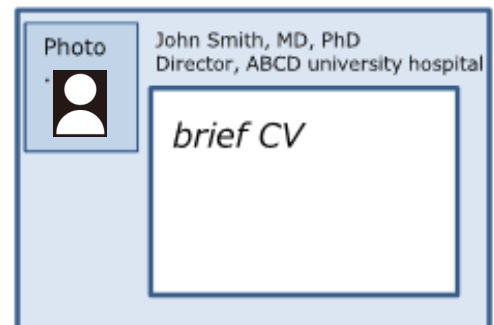 Photo
John Smith, MD, PhD
Director, ABCD university hospital
brief CV